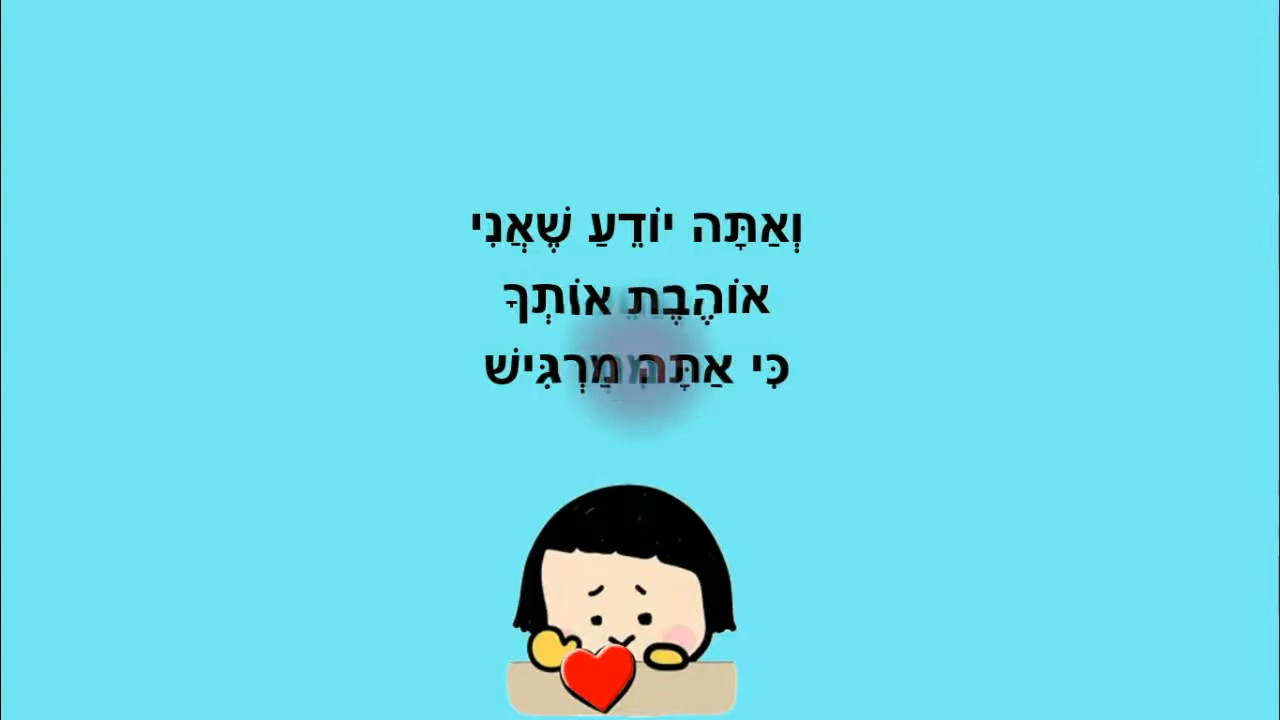 וְאַתָּה יוֹדֵעַ שֶׁאֲנִי
אוֹהֶבֶת אוֹתְךָ
כִּי אַתָּה מַרְגִּישׁ